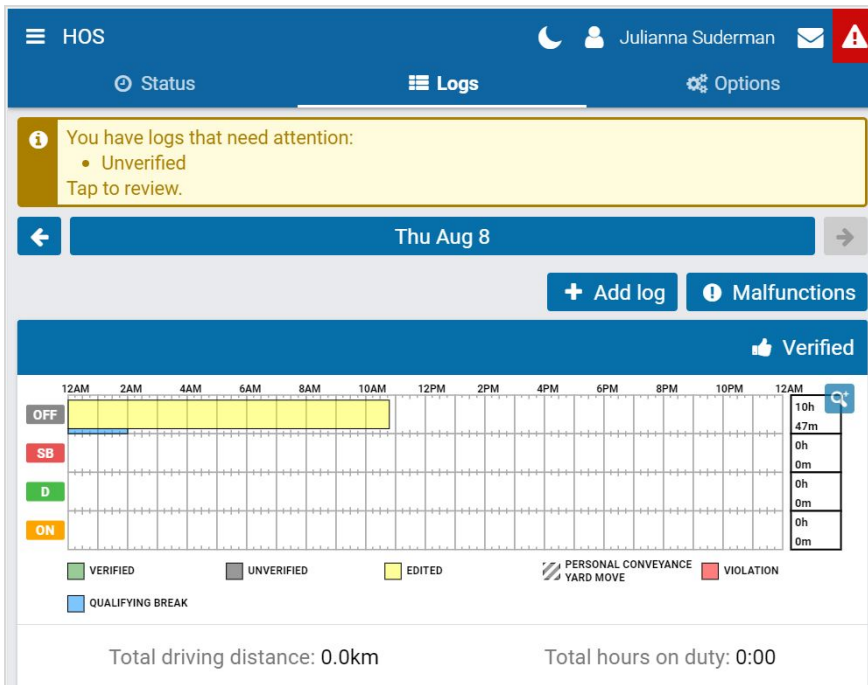 HOS Julianna Suderman
Status Logs Options
You have logs that need attention:
• Unverified
Tap to review.
Thu Aug 8
Add log Malfunctions
Verified
12AM 2AM 4AM 6AM 8AM 10AM 12PM 2PM 4PM 6PM 8PM 10PM 12AM
OFF 10h
47m
SB 0h
0m
D 0h
0m
ON 0h
0m
VERIFIED UNVERIFIED EDITED PERSONAL CONVEYANCE VIOLATION
YARD MOVE
QUALIFYING BREAK
Total driving distance: 0.0km Total hours on duty: 0:00